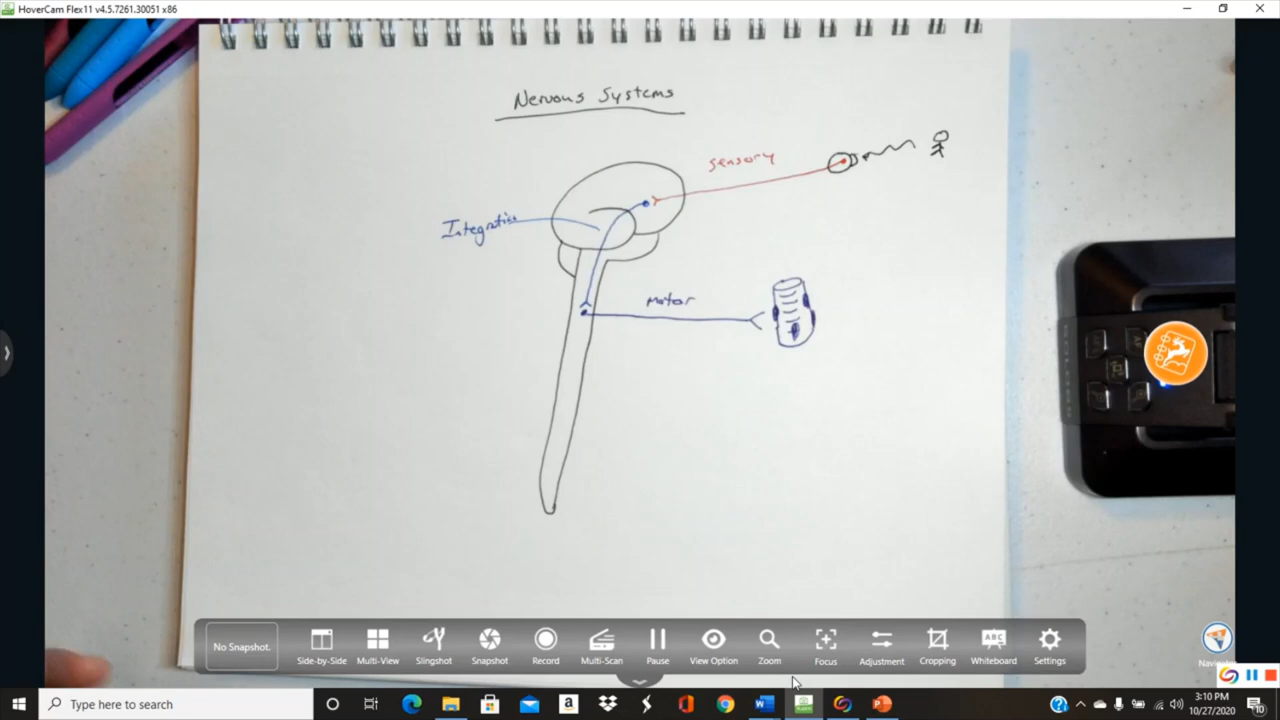 HoverCam Flex11 v4.5.7261.30051 x86
Nervous Systems
Sensory
Integration
Motor
No Snapshot.
Side-by-Side
Multi-View
Slingshot
Snapshot
Record
Multi-Scan
Pause
View Option
Zoom
Focus
Adjustment
Cropping
ABC
Whiteboard
Settings
Type here to search
3:10 PM
10/27/2020